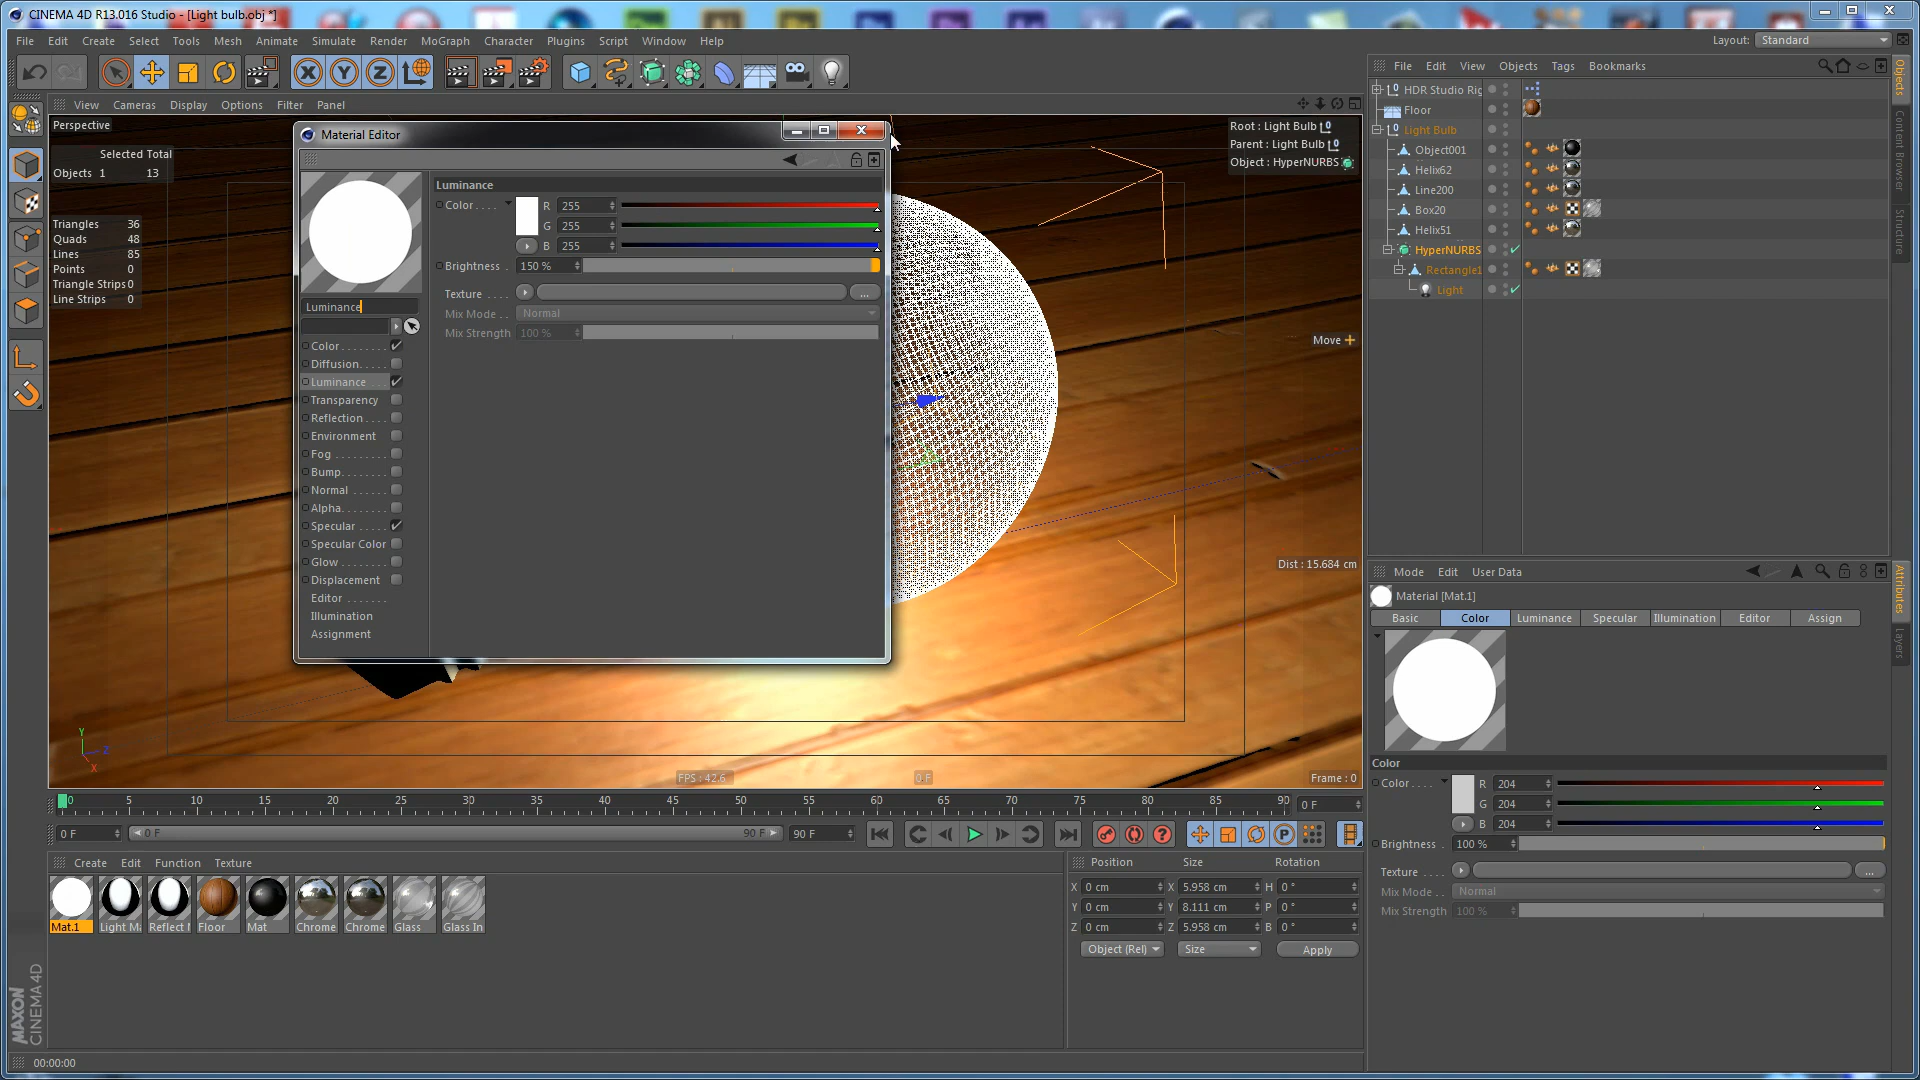 CINEMA 4D R13.016 Studio - [Light bulb.obj *]
File Edit Create Select Tools Mesh Animate Simulate Render MoGraph Character Plugins Script Window Help
Layout: Standard
View Cameras Display Options Filter Panel
Perspective
Selected Total
Objects 1 13
Triangles 36
Quads 48
Lines 85
Points 0
Triangle Strips 0
Line Strips 0
Root : Light Bulb
Parent : Light Bulb
Object : HyperNURBS
Move
Dist : 15.684 cm
FPS : 42.6
0 F
Frame : 0
Y
Z
X
Material Editor
Luminance
Color . . . .
R 255
G 255
B 255
Brightness . 150 %
Texture . . . .
...
Mix Mode . . Normal
Mix Strength 100 %
Luminance
Color . . . . . . . .
Diffusion. . . . .
Luminance
Transparency
Reflection. . . .
Environment
Fog . . . . . . . . .
Bump. . . . . . . .
Normal . . . . . .
Alpha. . . . . . . .
Specular . . . . .
Specular Color
Glow . . . . . . . .
Displacement
Editor . . . . . . .
Illumination
Assignment
File Edit View Objects Tags Bookmarks
HDR Studio Rig
Floor
Light Bulb
Object001
Helix62
Line200
Box20
Helix51
HyperNURBS
Rectangle1
Light
Objects
Content Browser
Structure
Mode Edit User Data
Material [Mat.1]
Basic Color Luminance Specular Illumination Editor Assign
Color
Color. . . .
R 204
G 204
B 204
Brightness . 100 %
Texture . . . .
...
Mix Mode . . Normal
Mix Strength 100 %
Attributes
Layers
0 5 10 15 20 25 30 35 40 45 50 55 60 65 70 75 80 85 90 0 F
0 F 0 F 90 F 90 F
Create Edit Function Texture
Mat.1 Light Ma Reflect M Floor Mat Chrome Chrome Glass Glass In
Position Size Rotation
X 0 cm X 5.958 cm H 0 °
Y 0 cm Y 8.111 cm P 0 °
Z 0 cm Z 5.958 cm B 0 °
Object (Rel) Size Apply
MAXON
CINEMA 4D
00:00:00